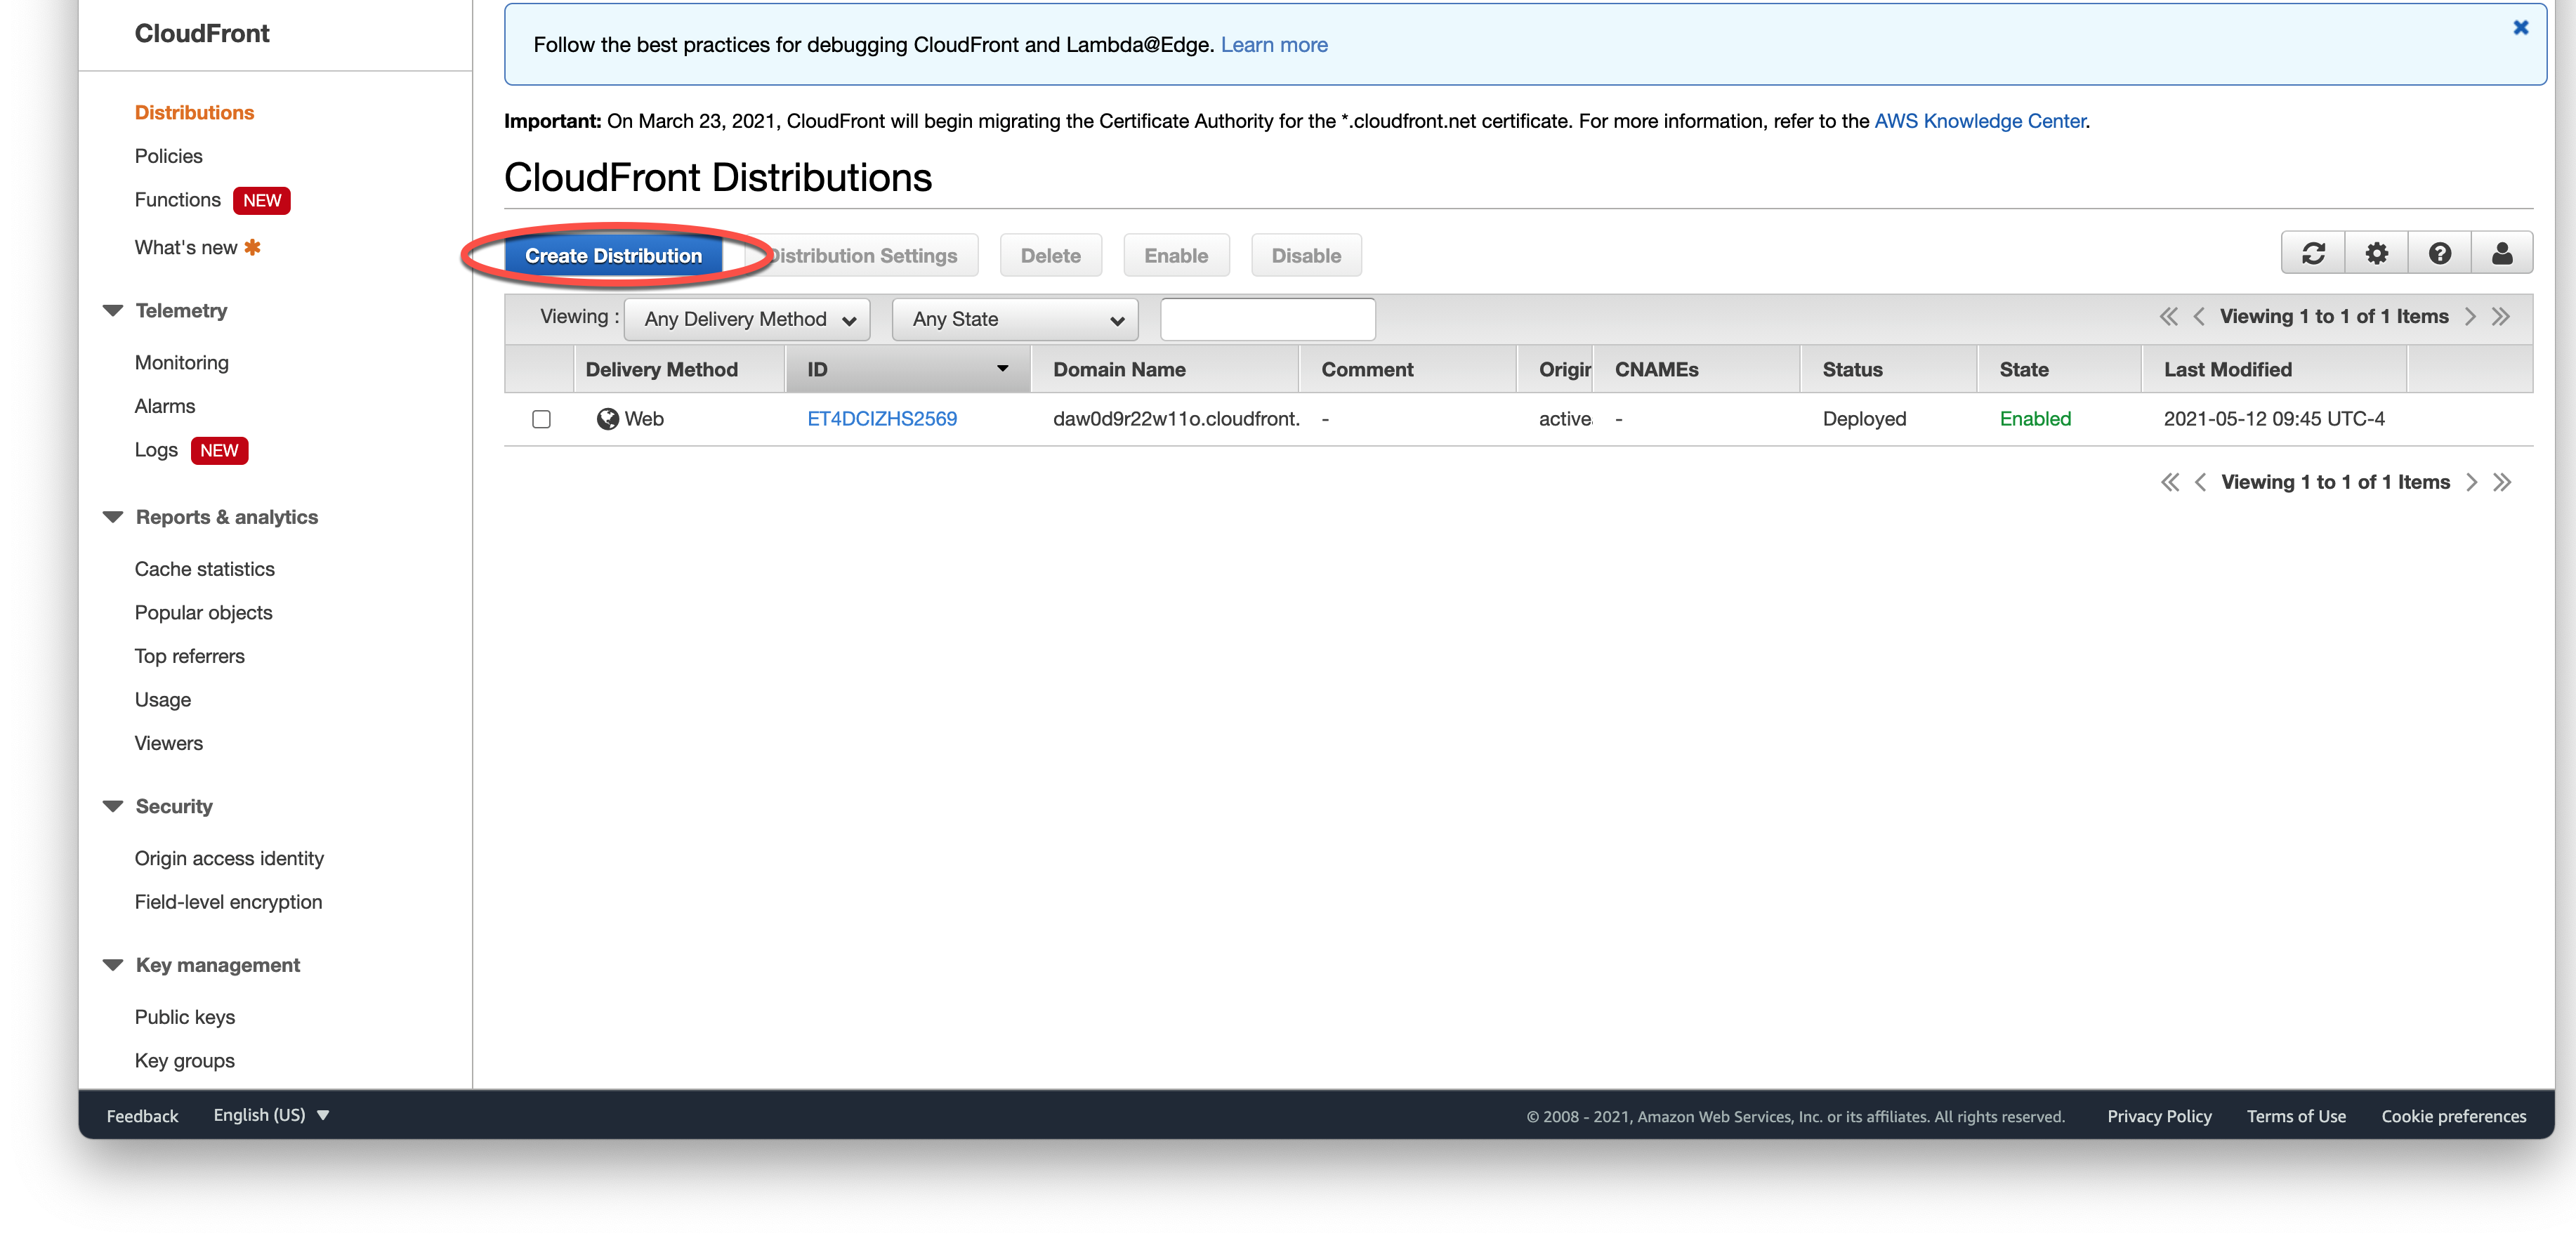 CloudFront
Distributions
Policies
Functions NEW
What's new
Telemetry
Monitoring
Alarms
Logs NEW
Reports & analytics
Cache statistics
Popular objects
Top referrers
Usage
Viewers
Security
Origin access identity
Field-level encryption
Key management
Public keys
Key groups
Follow the best practices for debugging CloudFront and Lambda@Edge. Learn more
Important: On March 23, 2021, CloudFront will begin migrating the Certificate Authority for the *.cloudfront.net certificate. For more information, refer to the AWS Knowledge Center.
CloudFront Distributions
Create Distribution Distribution Settings Delete Enable Disable
Viewing : Any Delivery Method Any State Viewing 1 to 1 of 1 Items
Delivery Method ID Domain Name Comment Origin CNAMEs Status State Last Modified
Web ET4DCIZHS2569 daw0d9r22w11o.cloudfront. - active - Deployed Enabled 2021-05-12 09:45 UTC-4
Viewing 1 to 1 of 1 Items
Feedback English (US) © 2008 - 2021, Amazon Web Services, Inc. or its affiliates. All rights reserved. Privacy Policy Terms of Use Cookie preferences